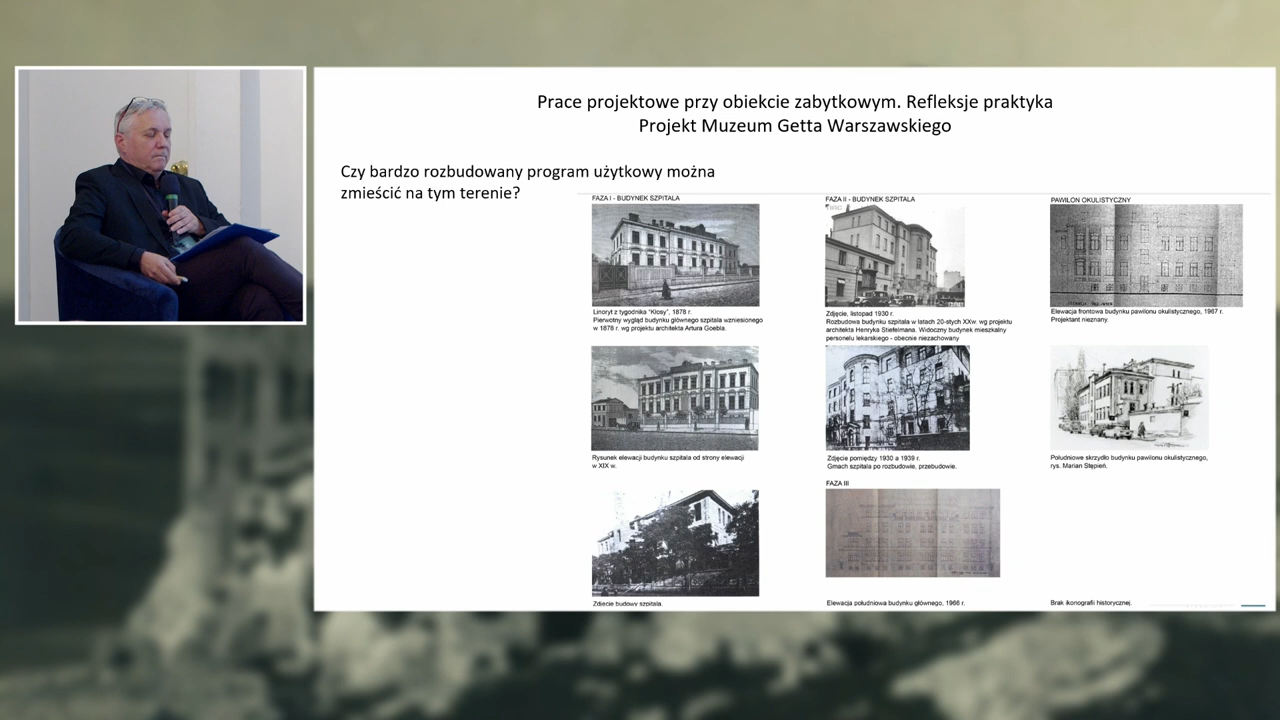 Prace projektowe przy obiekcie zabytkowym. Refleksje praktyka
Projekt Muzeum Getta Warszawskiego
Czy bardzo rozbudowany program użytkowy można
zmieścić na tym terenie?
FAZA I - BUDYNEK SZPITALA
Linoryt z tygodnika "Kłosy", 1878 r.
Pierwotny wygląd budynku głównego szpitala wzniesionego
w 1878 r. wg projektu architekta Artura Goebla.
Rysunek elewacji budynku szpitala od strony elewacji
w XIX w.
Zdjęcie budowy szpitala.
FAZA II - BUDYNEK SZPITALA
Zdjęcie, listopad 1930 r.
Rozbudowa budynku szpitala w latach 20-stych XXw. wg projektu
architekta Henryka Stiefelmana. Widoczny budynek mieszkalny
personelu lekarskiego - obecnie niezachowany
Zdjęcie pomiędzy 1930 a 1939 r.
Gmach szpitala po rozbudowie, przebudowie.
FAZA III
Elewacja południowa budynku głównego, 1966 r.
PAWILON OKULISTYCZNY
Elewacja frontowa budynku pawilonu okulistycznego, 1967 r.
Projektant nieznany.
Południowe skrzydło budynku pawilonu okulistycznego,
rys. Marian Stępień.
Brak ikonografii historycznej.